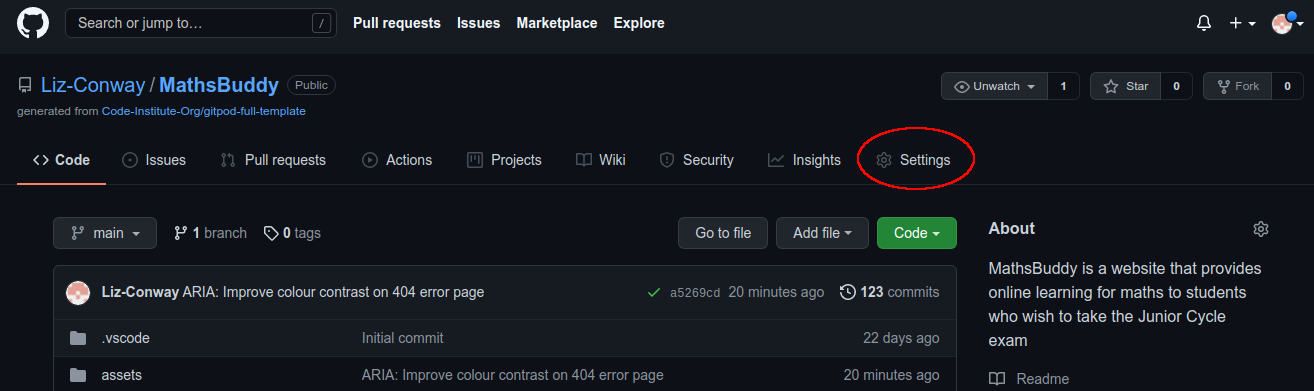 Search or jump to... / Pull requests Issues Marketplace Explore
Liz-Conway / MathsBuddy Public Unwatch 1 Star 0 Fork 0
generated from Code-Institute-Org/gitpod-full-template
Code Issues Pull requests Actions Projects Wiki Security Insights Settings
main 1 branch 0 tags Go to file Add file Code
About
Liz-Conway ARIA: Improve colour contrast on 404 error page a5269cd 20 minutes ago 123 commits
.vscode Initial commit 22 days ago
assets ARIA: Improve colour contrast on 404 error page 20 minutes ago
MathsBuddy is a website that provides
online learning for maths to students
who wish to take the Junior Cycle
exam
Readme